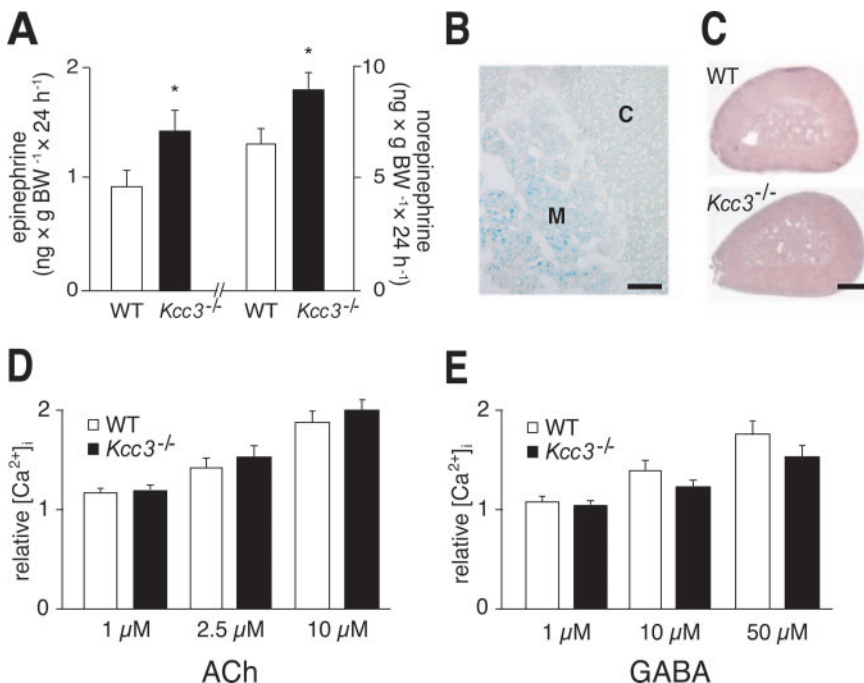 A
2
1
0
epinephrine
(ng × g BW⁻¹ × 24 h⁻¹)
*
*
10
5
0
norepinephrine
(ng × g BW⁻¹ × 24 h⁻¹)
WT
Kcc3⁻/⁻
//
WT
Kcc3⁻/⁻
B
C
M
C
WT
Kcc3⁻/⁻
D
WT
Kcc3⁻/⁻
relative [Ca²⁺]ᵢ
2
1
0
1 µM
2.5 µM
10 µM
ACh
E
WT
Kcc3⁻/⁻
relative [Ca²⁺]ᵢ
2
1
0
1 µM
10 µM
50 µM
GABA